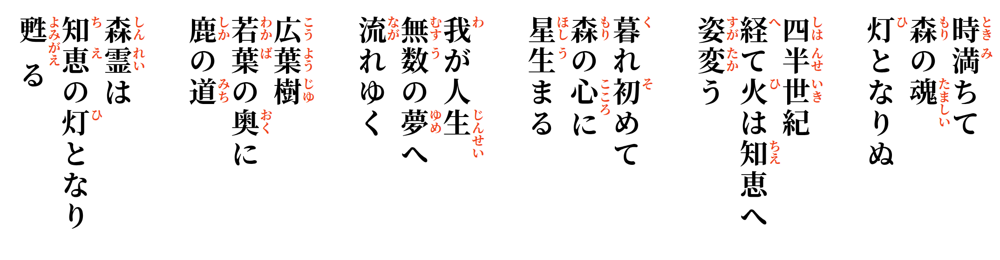 時満ちて
森の魂
灯となりぬ
四半世紀
経て火は知恵へ
姿変う
暮れ初めて
森の心に
星生まる
我が人生
無数の夢へ
流れゆく
広葉樹
若葉の奥に
鹿の道
森霊は
知恵の灯となり
甦る
とき み
もり たましい
ひ
しはんせいき
へ ひ ちえ
すがたか
く そ
もり こころ
ほし う
わ じんせい
むすう ゆめ
なが
こうようじゆ
わかば おく
しか みち
しんれい
ちえ ひ
よみがえ